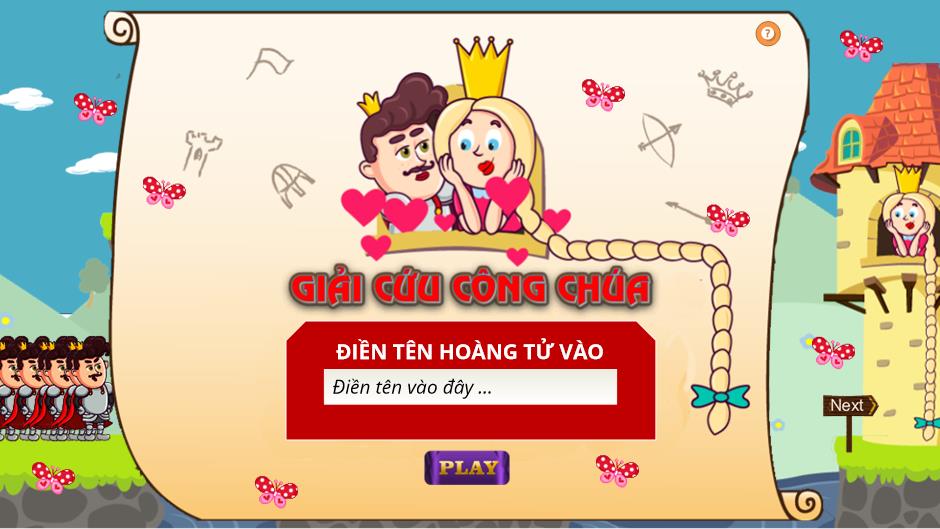 ?
GIẢI CỨU CÔNG CHÚA
ĐIỀN TÊN HOÀNG TỬ VÀO
Điền tên vào đây ...
Next
PLAY